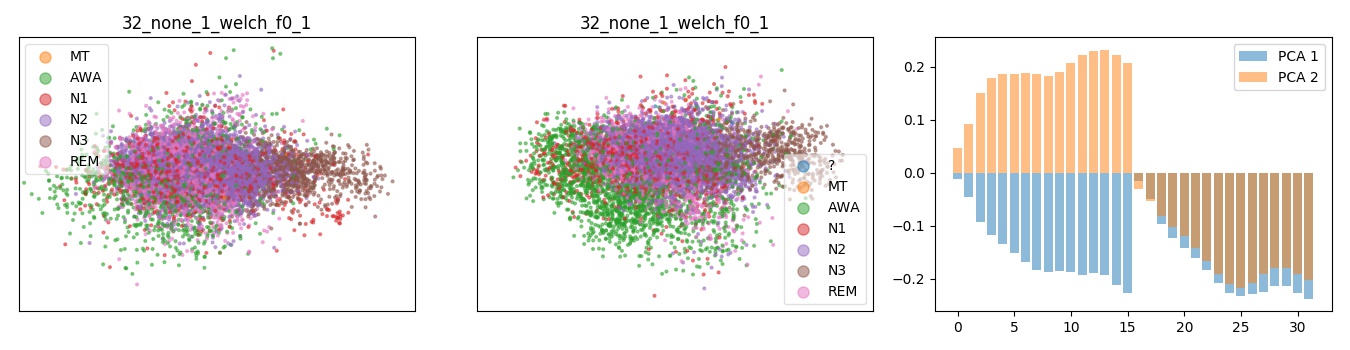 32_none_1_welch_f0_1
MT
AWA
N1
N2
N3
REM
32_none_1_welch_f0_1
?
MT
AWA
N1
N2
N3
REM
PCA 1
PCA 2
0.2
0.1
0.0
−0.1
−0.2
0 5 10 15 20 25 30